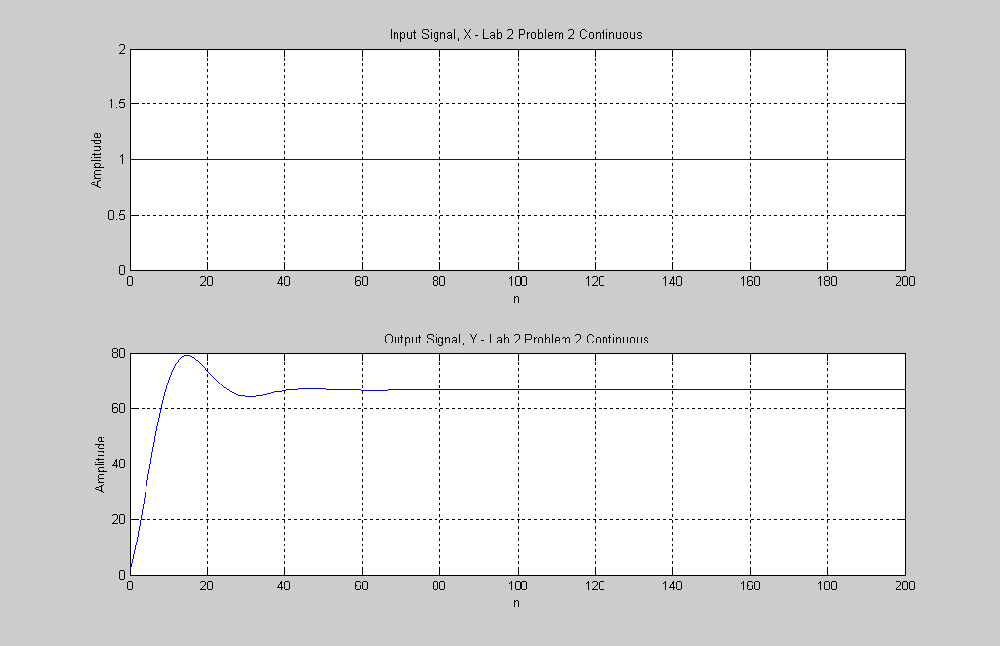 Input Signal, X - Lab 2 Problem 2 Continuous
2
1.5
1
0.5
0
Amplitude
0 20 40 60 80 100 120 140 160 180 200
n
Output Signal, Y - Lab 2 Problem 2 Continuous
80
60
40
20
0
Amplitude
0 20 40 60 80 100 120 140 160 180 200
n